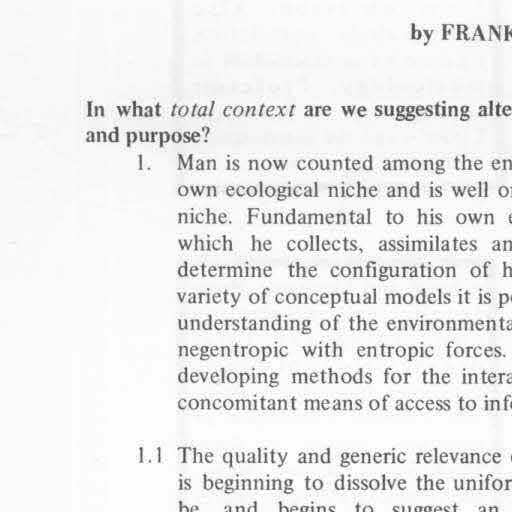 by FRANK
In what total context are we suggesting alte
and purpose?
1. Man is now counted among the en
own ecological niche and is well o
niche. Fundamental to his own e
which he collects, assimilates an
determine the configuration of h
variety of conceptual models it is p
understanding of the environmenta
negentropic with entropic forces.
developing methods for the intera
concomitant means of access to inf
1.1 The quality and generic relevance
is beginning to dissolve the unifor
be, and begins to suggest an